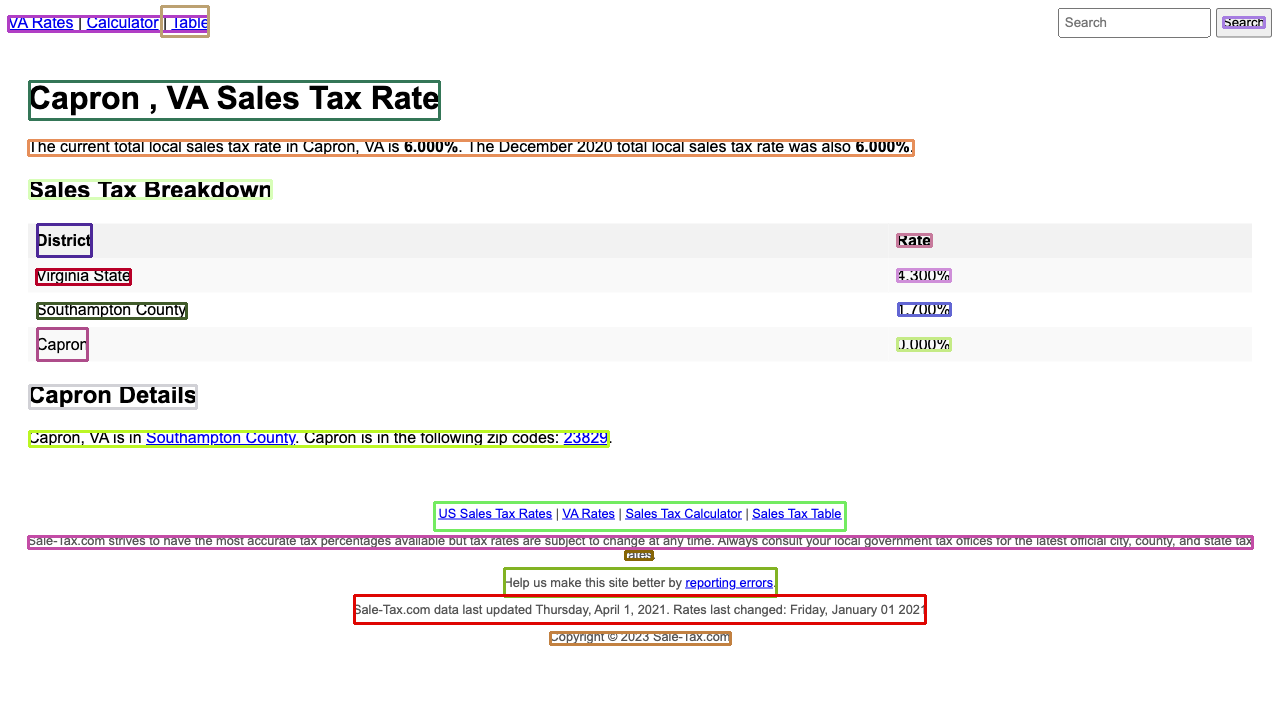 VA Rates | Calculator | Table
Search
Search
Capron , VA Sales Tax Rate
The current total local sales tax rate in Capron, VA is 6.000%. The December 2020 total local sales tax rate was also 6.000%.
Sales Tax Breakdown
District Rate
Virginia State 4.300%
Southampton County 1.700%
Capron 0.000%
Capron Details
Capron, VA is in Southampton County. Capron is in the following zip codes: 23829.
US Sales Tax Rates | VA Rates | Sales Tax Calculator | Sales Tax Table
Sale-Tax.com strives to have the most accurate tax percentages available but tax rates are subject to change at any time. Always consult your local government tax offices for the latest official city, county, and state tax
rates.
Help us make this site better by reporting errors.
Sale-Tax.com data last updated Thursday, April 1, 2021. Rates last changed: Friday, January 01 2021
Copyright © 2023 Sale-Tax.com